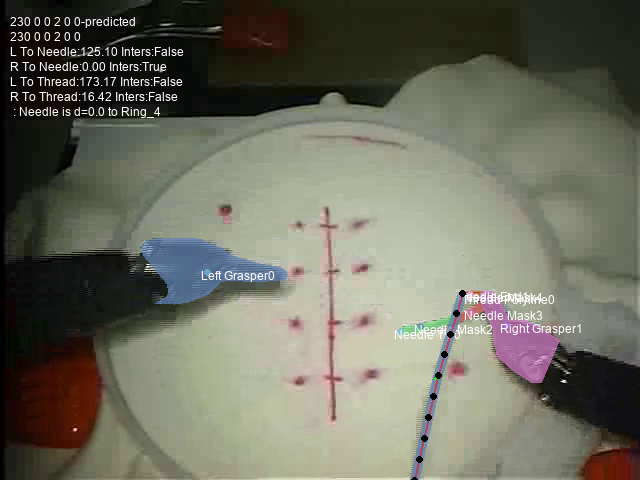 230 0 0 2 0 0-predicted
230 0 0 2 0 0
L To Needle:125.10 Inters:False
R To Needle:0.00 Inters:True
L To Thread:173.17 Inters:False
R To Thread:16.42 Inters:False
: Needle is d=0.0 to Ring_4
Left Grasper0
Needle Mask3
Needle Mask2
Right Grasper1